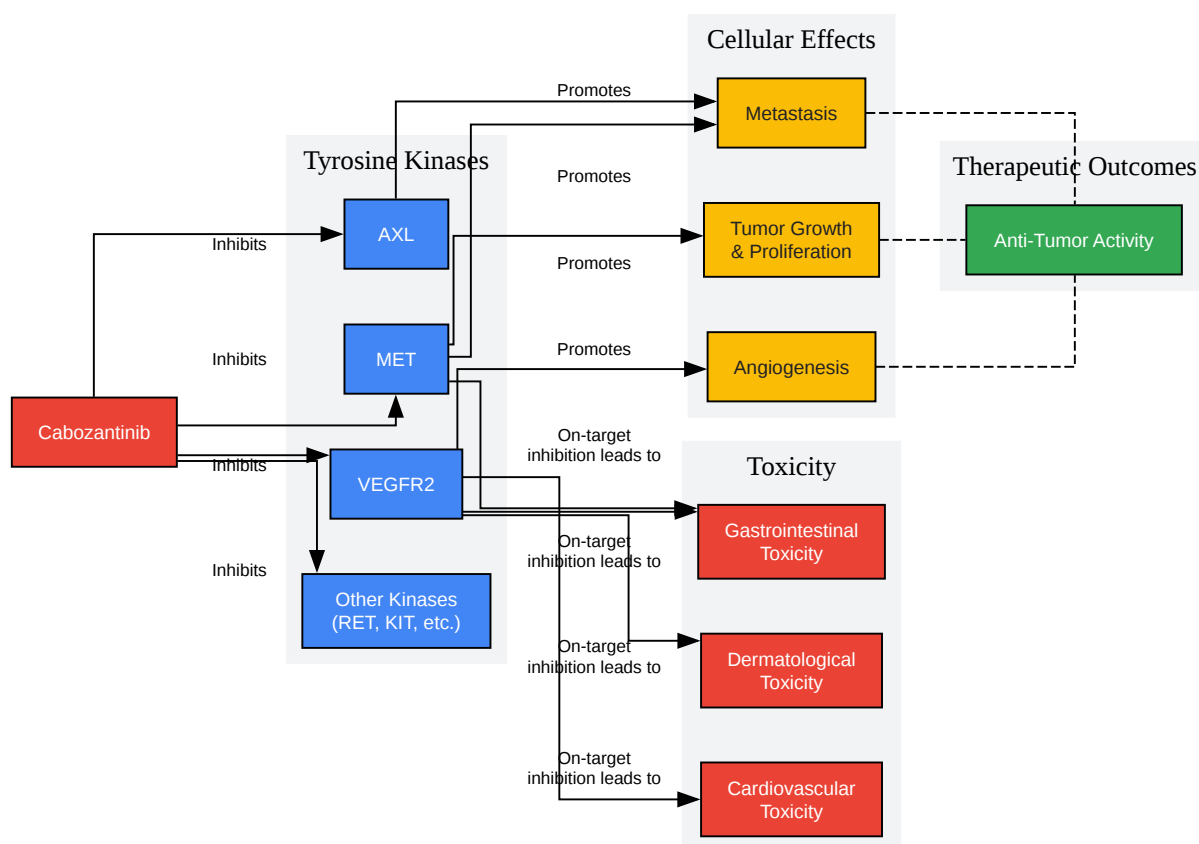 Cellular Effects
Promotes
Metastasis
Tyrosine Kinases
Therapeutic Outcomes
Promotes
AXL
Tumor Growth
& Proliferation
Anti-Tumor Activity
Inhibits
Promotes
MET
Inhibits
Promotes
Angiogenesis
Cabozantinib
On-target
inhibition leads to
Inhibits
VEGFR2
Toxicity
Gastrointestinal
Toxicity
On-target
inhibition leads to
Inhibits
Other Kinases
(RET, KIT, etc.)
On-target
inhibition leads to
Dermatological
Toxicity
On-target
inhibition leads to
Cardiovascular
Toxicity